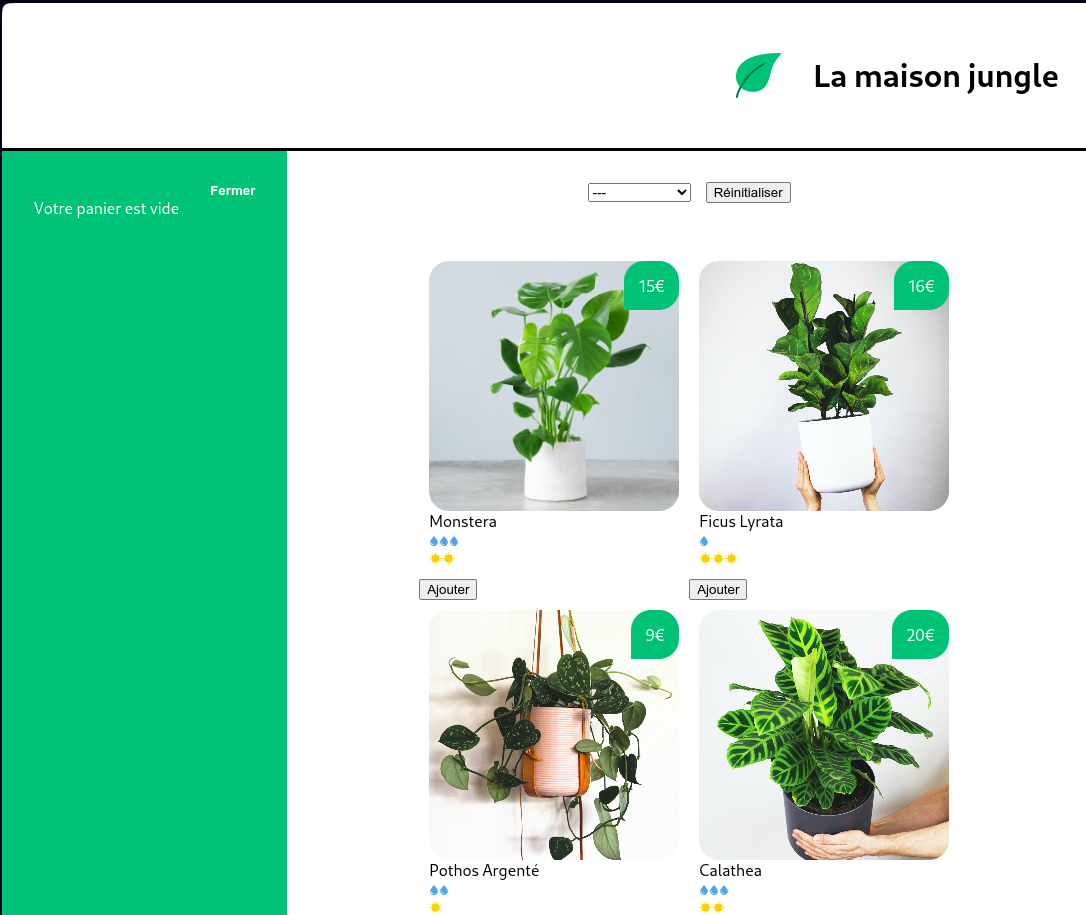 La maison jungle
Fermer
Votre panier est vide
---
Réinitialiser
15€
16€
Monstera
Ficus Lyrata
Ajouter
Ajouter
9€
20€
Pothos Argenté
Calathea